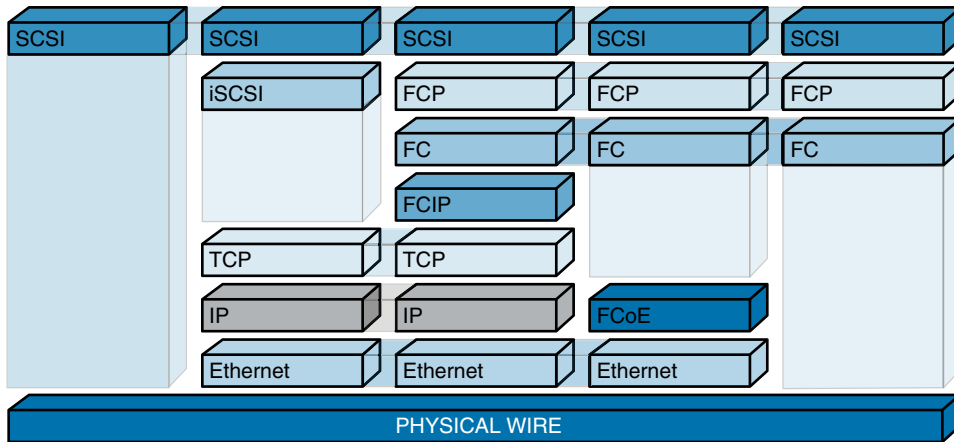 SCSI SCSI SCSI SCSI SCSI
iSCSI FCP FCP FCP
FC FC FC
FCIP
TCP TCP
IP IP FCoE
Ethernet Ethernet Ethernet
PHYSICAL WIRE